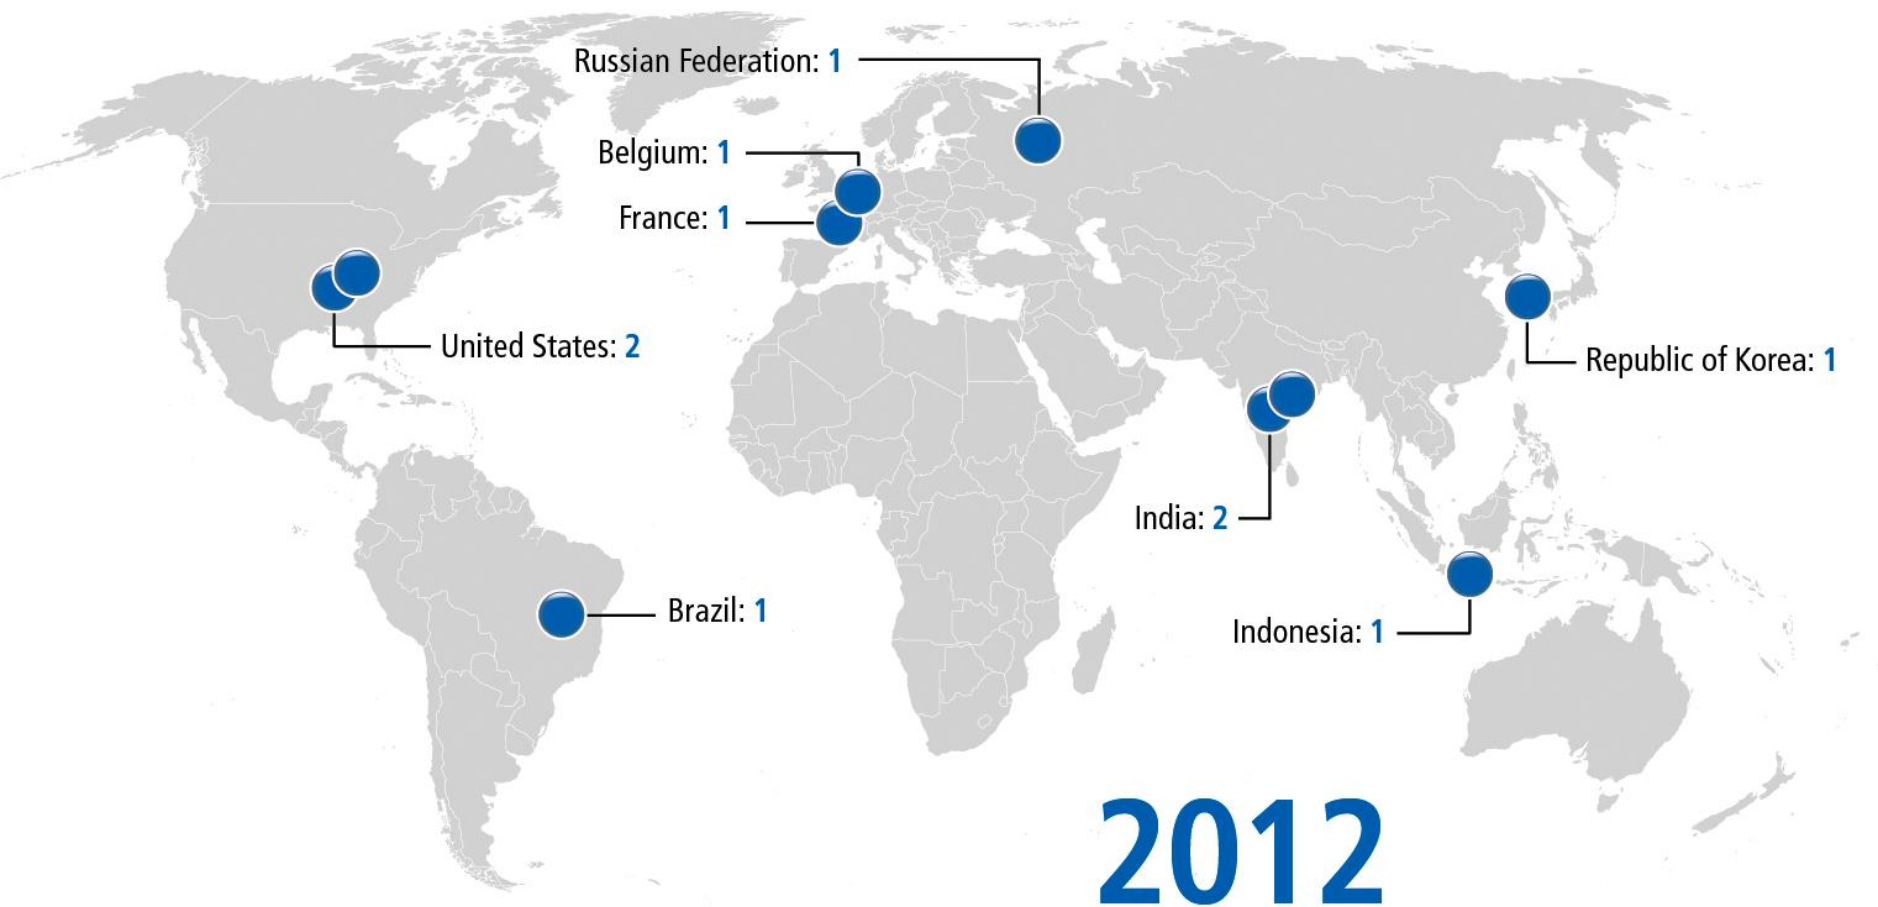 Russian Federation: 1
Belgium: 1
France: 1
United States: 2
Republic of Korea: 1
India: 2
Brazil: 1
Indonesia: 1
2012